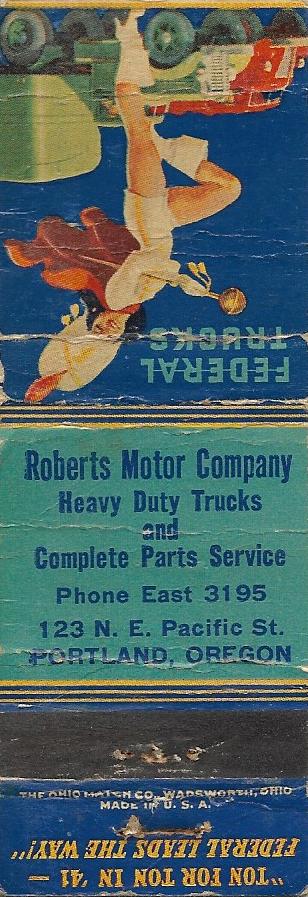 FEDERAL
TRUCKS
Roberts Motor Company
Heavy Duty Trucks
and
Complete Parts Service
Phone East 3195
123 N. E. Pacific St.
PORTLAND, OREGON
THE OHIO MATCH CO. WADSWORTH, OHIO
MADE IN U. S. A.
"TON FOR TON IN '41 –
FEDERAL LEADS THE WAY!"